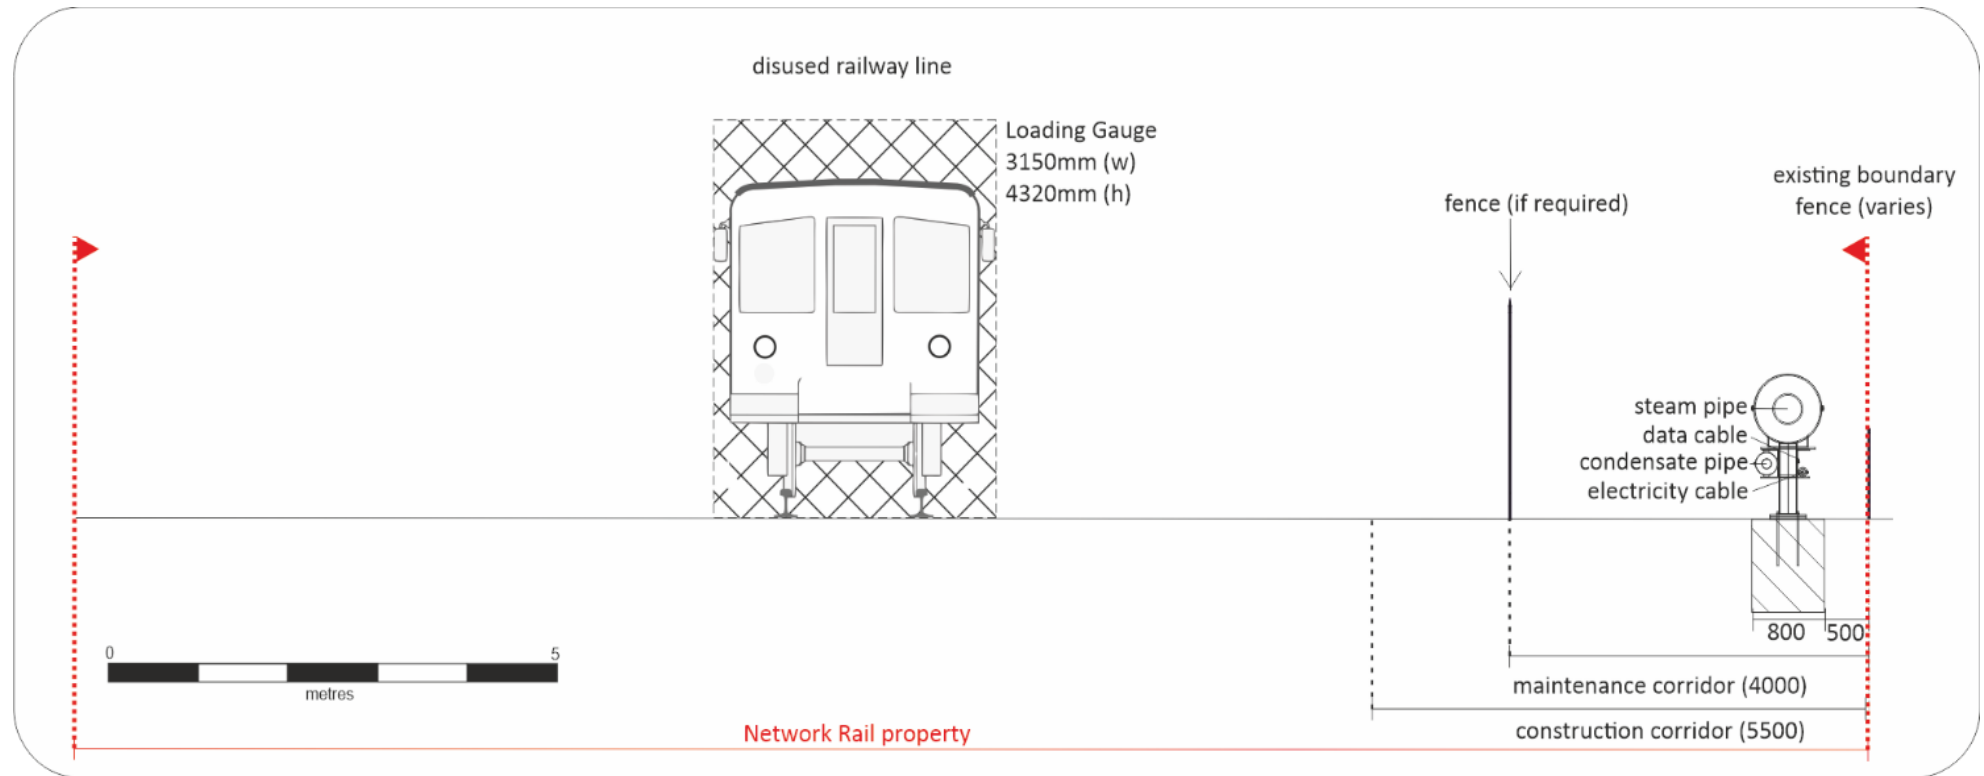 disused railway line
Loading Gauge
3150mm (w)
4320mm (h)
existing boundary
fence (varies)
fence (if required)
steam pipe
data cable
condensate pipe
electricity cable
800
500
0
5
metres
maintenance corridor (4000)
construction corridor (5500)
Network Rail property